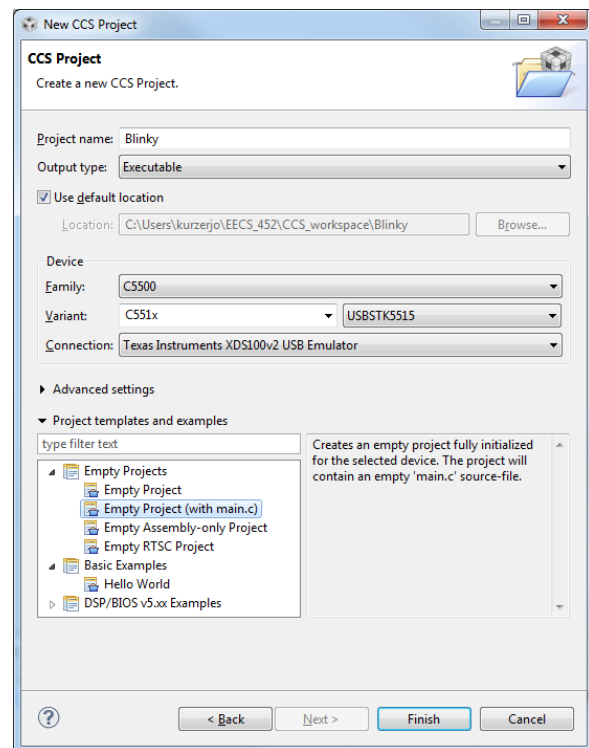 New CCS Project
CCS Project
Create a new CCS Project.
Project name: Blinky
Output type: Executable
Use default location
Location: C:\Users\kurzerjo\EECS_452\CCS_workspace\Blinky Browse...
Device
Family: C5500
Variant: C551x USBSTK5515
Connection: Texas Instruments XDS100v2 USB Emulator
Advanced settings
Project templates and examples
type filter text
Empty Projects
Empty Project
Empty Project (with main.c)
Empty Assembly-only Project
Empty RTSC Project
Basic Examples
Hello World
DSP/BIOS v5.xx Examples
Creates an empty project fully initialized
for the selected device. The project will
contain an empty 'main.c' source-file.
? < Back Next > Finish Cancel